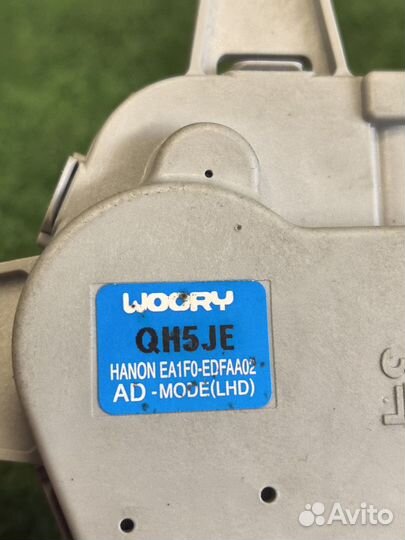 WOORY
QH5JE
HANON EA1F0-EDFAA02
AD -MODE(LHD)
Avito